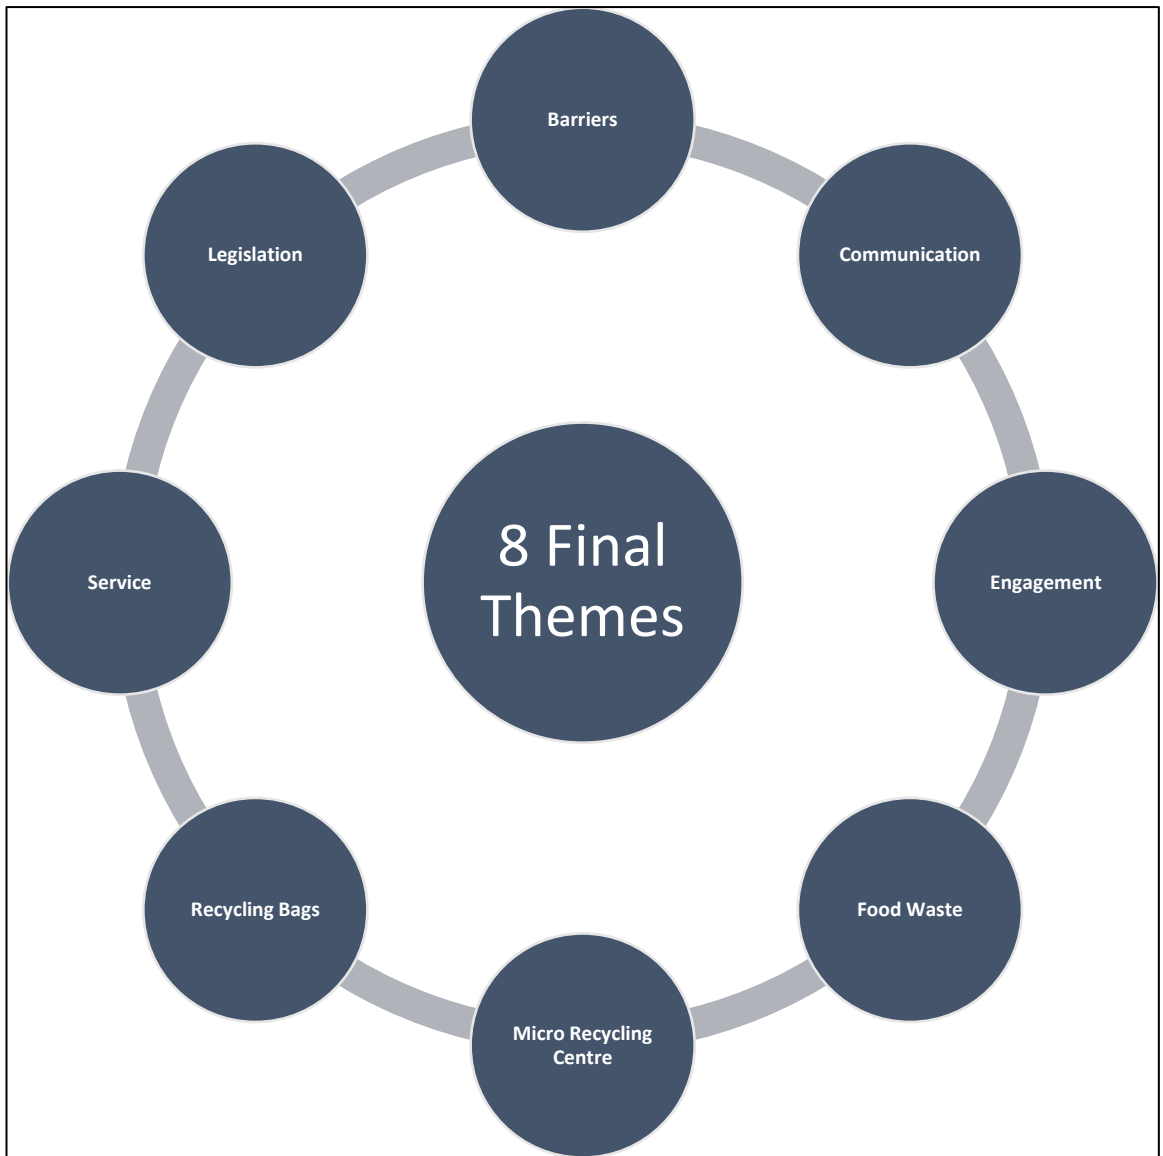 Barriers
Communication
Legislation
8 Final
Themes
Service
Engagement
Recycling Bags
Food Waste
Micro Recycling
Centre